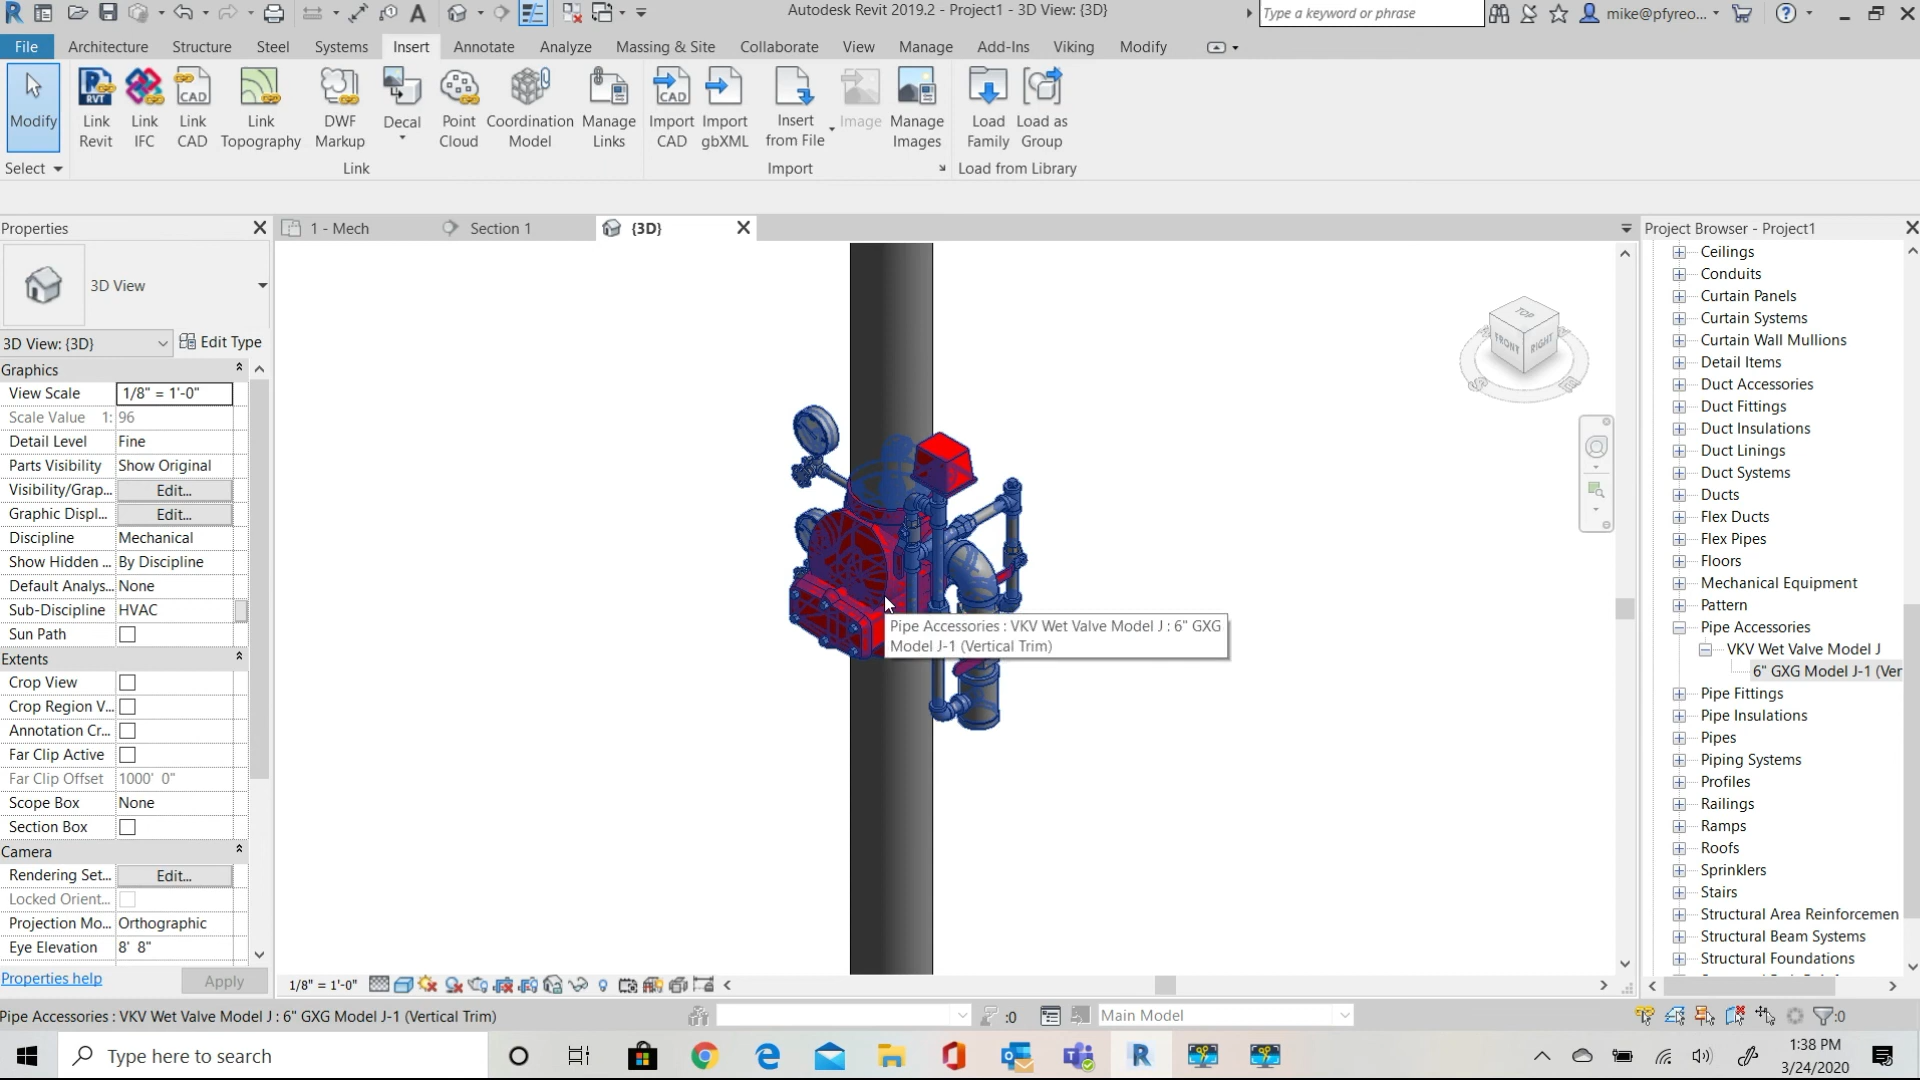 Autodesk Revit 2019.2 - Project1 - 3D View: {3D}
Type a keyword or phrase
mike@pfyreo...
File Architecture Structure Steel Systems Insert Annotate Analyze Massing & Site Collaborate View Manage Add-Ins Viking Modify
Modify
Link Revit
Link IFC
Link CAD
Link Topography
DWF Markup
Decal
Point Cloud
Coordination Model
Manage Links
Import CAD
Import gbXML
Insert from File
Image
Manage Images
Load Family
Load as Group
Select
Link
Import
Load from Library
Properties
1 - Mech
Section 1
{3D}
Project Browser - Project1
3D View
3D View: {3D}
Edit Type
Graphics
View Scale 1/8" = 1'-0"
Scale Value 1: 96
Detail Level Fine
Parts Visibility Show Original
Visibility/Grap... Edit...
Graphic Displ... Edit...
Discipline Mechanical
Show Hidden ... By Discipline
Default Analys... None
Sub-Discipline HVAC
Sun Path
Extents
Crop View
Crop Region V...
Annotation Cr...
Far Clip Active
Far Clip Offset 1000' 0"
Scope Box None
Section Box
Camera
Rendering Set... Edit...
Locked Orient...
Projection Mo... Orthographic
Eye Elevation 8' 8"
Properties help
Apply
TOP
FRONT
RIGHT
Pipe Accessories : VKV Wet Valve Model J : 6" GXG
Model J-1 (Vertical Trim)
Ceilings
Conduits
Curtain Panels
Curtain Systems
Curtain Wall Mullions
Detail Items
Duct Accessories
Duct Fittings
Duct Insulations
Duct Linings
Duct Systems
Ducts
Flex Ducts
Flex Pipes
Floors
Mechanical Equipment
Pattern
Pipe Accessories
VKV Wet Valve Model J
6" GXG Model J-1 (Ver
Pipe Fittings
Pipe Insulations
Pipes
Piping Systems
Profiles
Railings
Ramps
Roofs
Sprinklers
Stairs
Structural Area Reinforcemen
Structural Beam Systems
Structural Foundations
1/8" = 1'-0"
Pipe Accessories : VKV Wet Valve Model J : 6" GXG Model J-1 (Vertical Trim)
:0
Main Model
:0
Type here to search
1:38 PM
3/24/2020